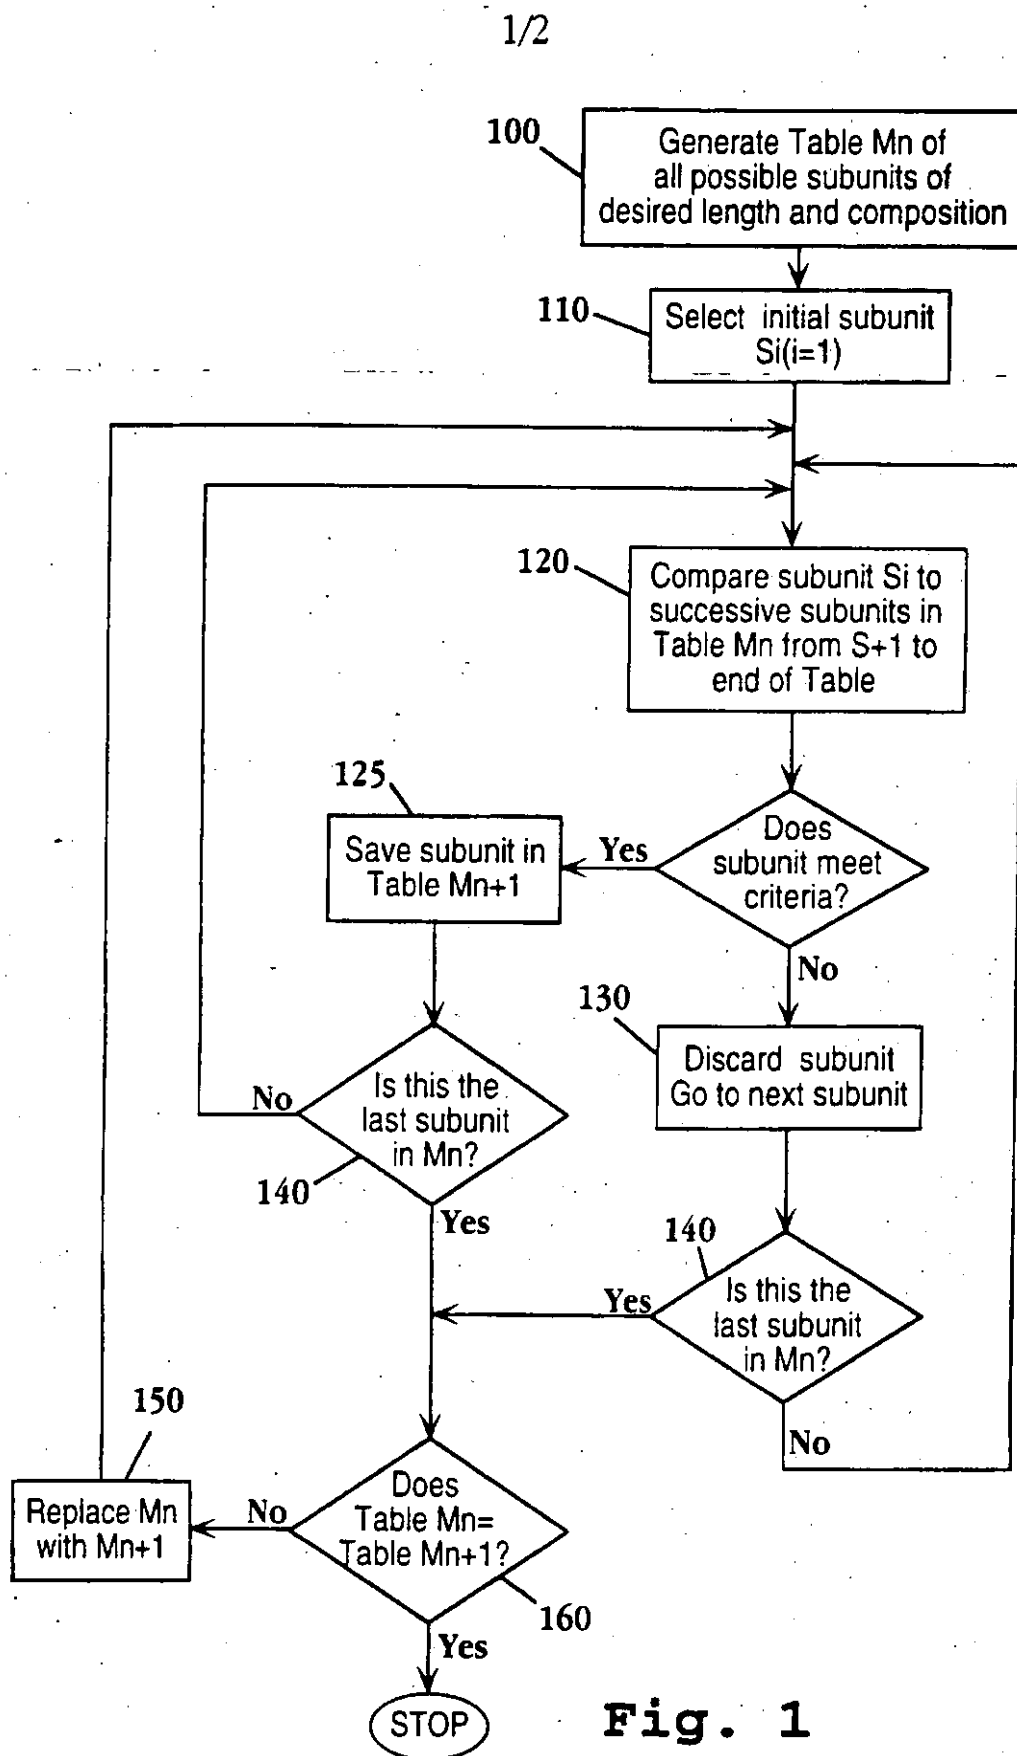 1/2
100
Generate Table Mn of
all possible subunits of
desired length and composition
110
Select initial subunit
Si(i=1)
120
Compare subunit Si to
successive subunits in
Table Mn from S+1 to
end of Table
125
Save subunit in
Table Mn+1
Yes
Does
subunit meet
criteria?
No
130
Discard subunit
Go to next subunit
No
Is this the
last subunit
in Mn?
140
Yes
140
Yes
Is this the
last subunit
in Mn?
No
150
Replace Mn
with Mn+1
No
Does
Table Mn=
Table Mn+1?
160
Yes
STOP
Fig. 1